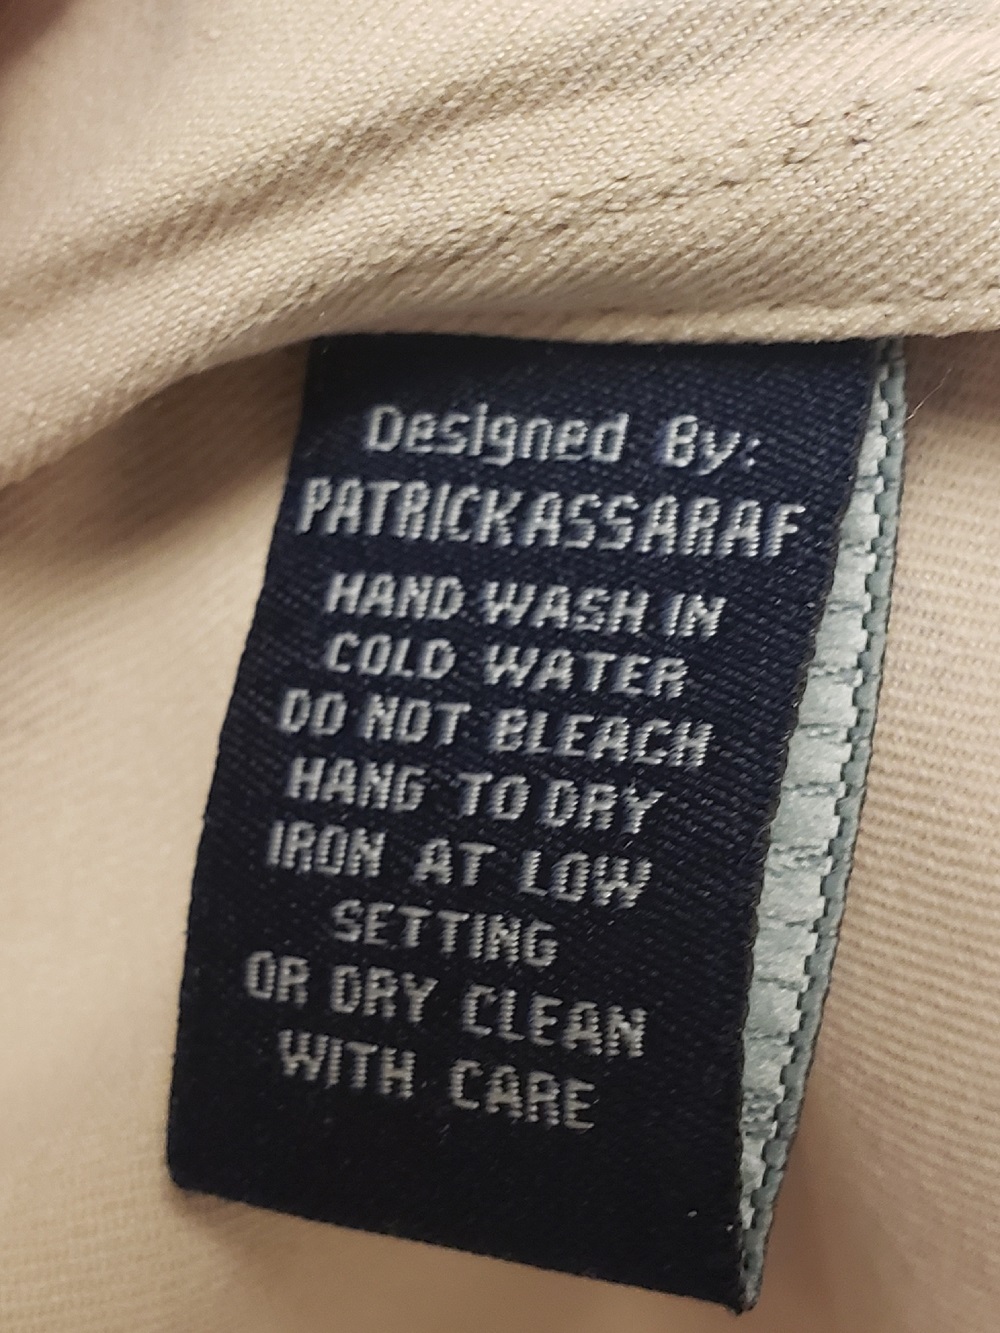 Designed By:
PATRICKASSARAF
HAND WASH IN
COLD WATER
DO NOT BLEACH
HANG TO DRY
IRON AT LOW
SETTING
OR DRY CLEAN
WITH CARE